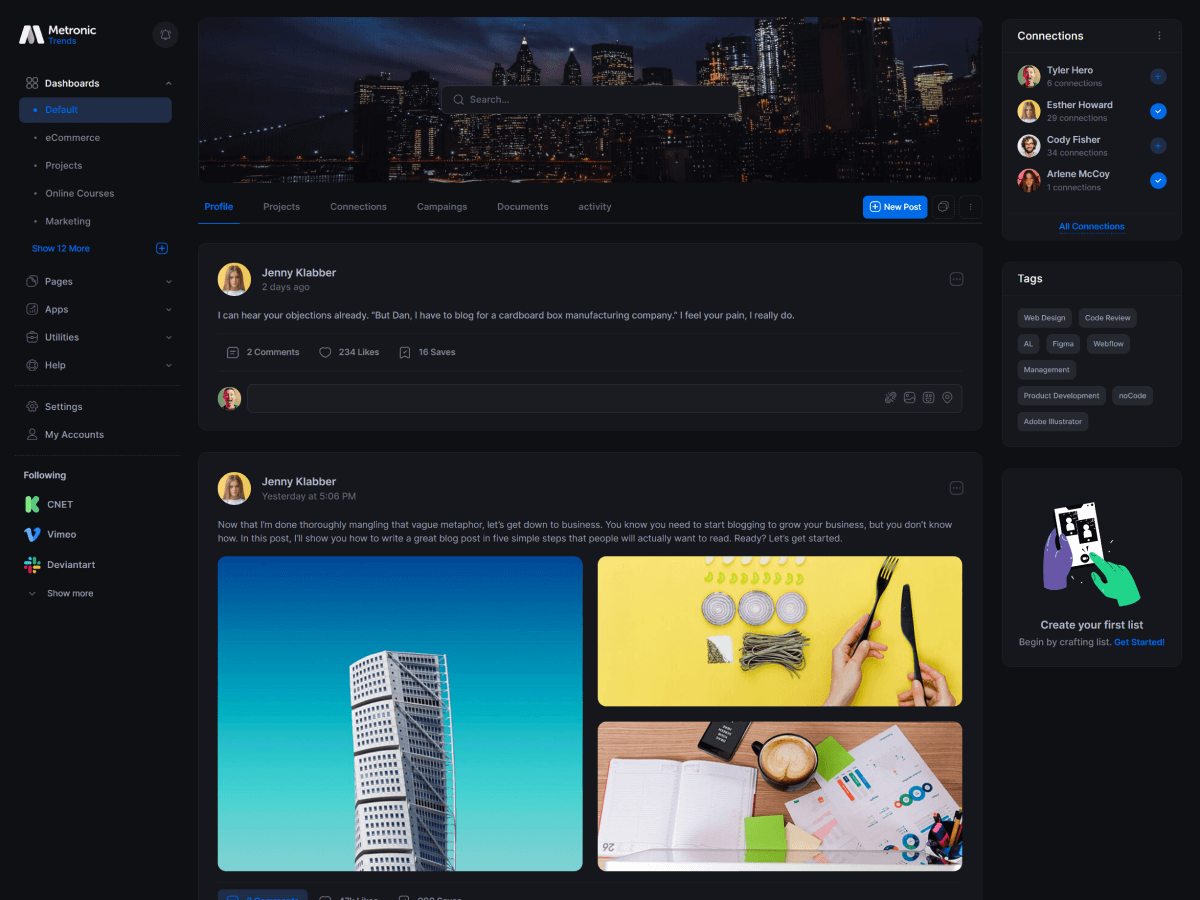 Metronic
Trends
Dashboards
Default
eCommerce
Projects
Online Courses
Marketing
Show 12 More
Pages
Apps
Utilities
Help
Settings
My Accounts
Following
CNET
Vimeo
Deviantart
Show more
Search...
Profile
Projects
Connections
Campaings
Documents
activity
New Post
Jenny Klabber
2 days ago
I can hear your objections already. "But Dan, I have to blog for a cardboard box manufacturing company." I feel your pain, I really do.
2 Comments
234 Likes
16 Saves
Jenny Klabber
Yesterday at 5:06 PM
Now that I'm done thoroughly mangling that vague metaphor, let's get down to business. You know you need to start blogging to grow your business, but you don't know
how. In this post, I'll show you how to write a great blog post in five simple steps that people will actually want to read. Ready? Let's get started.
26
Connections
Tyler Hero
6 connections
Esther Howard
29 connections
Cody Fisher
34 connections
Arlene McCoy
1 connections
All Connections
Tags
Web Design
Code Review
AL
Figma
Webflow
Management
Product Development
noCode
Adobe Illustrator
Create your first list
Begin by crafting list. Get Started!